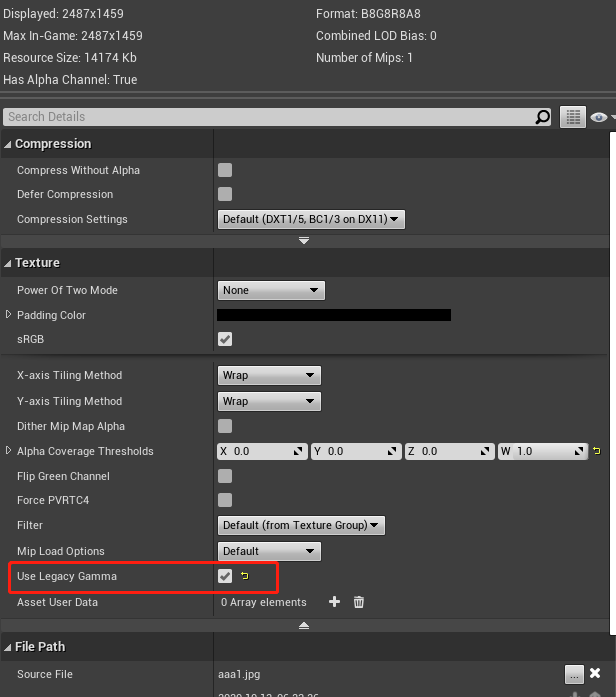 Displayed: 2487x1459 Format: B8G8R8A8
Max In-Game: 2487x1459 Combined LOD Bias: 0
Resource Size: 14174 Kb Number of Mips: 1
Has Alpha Channel: True
Search Details
Compression
Compress Without Alpha
Defer Compression
Compression Settings Default (DXT1/5, BC1/3 on DX11)
Texture
Power Of Two Mode None
Padding Color
sRGB
X-axis Tiling Method Wrap
Y-axis Tiling Method Wrap
Dither Mip Map Alpha
Alpha Coverage Thresholds X 0.0 Y 0.0 Z 0.0 W 1.0
Flip Green Channel
Force PVRTC4
Filter Default (from Texture Group)
Mip Load Options Default
Use Legacy Gamma
Asset User Data 0 Array elements
File Path
Source File aaa1.jpg ...